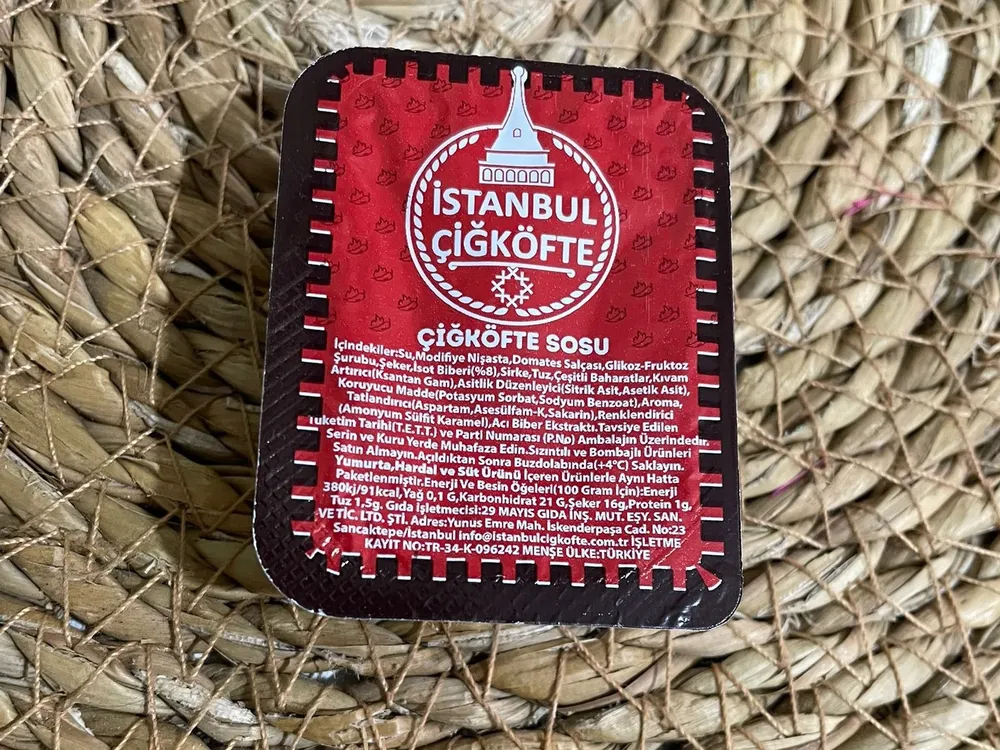 İSTANBUL
ÇİĞKÖFTE
ÇİĞKÖFTE SOSU
İçindekiler:Su,Modifiye Nişasta,Domates Salçası,Glikoz-Fruktoz
Şurubu,Şeker,İsot Biberi(%8),Sirke,Tuz,Çeşitli Baharatlar,Kıvam
Artırıcı(Ksantan Gam),Asitlik Düzenleyici(Sitrik Asit,Asetik Asit),
Koruyucu Madde(Potasyum Sorbat,Sodyum Benzoat),Aroma,
Tatlandırıcı(Aspartam,Asesülfam-K,Sakarin),Renklendirici
(Amonyum Sülfit Karamel),Acı Biber Ekstraktı.Tavsiye Edilen
Tüketim Tarihi(T.E.T.T.) ve Parti Numarası (P.No) Ambalajın Üzerindedir.
Serin ve Kuru Yerde Muhafaza Edin.Sızıntılı ve Bombajlı Ürünleri
Satın Almayın.Açıldıktan Sonra Buzdolabında(+4°C) Saklayın.
Yumurta,Hardal ve Süt Ürünü İçeren Ürünlerle Aynı Hatta
Paketlenmiştir.Enerji Ve Besin Öğeleri(100 Gram İçin):Enerji
380kj/91kcal,Yağ 0,1 G,Karbonhidrat 21 G,Şeker 16g,Protein 1g,
Tuz 1,5g. Gıda İşletmecisi:29 MAYIS GIDA İNŞ. MUT. EŞY. SAN.
VE TİC. LTD. ŞTİ. Adres:Yunus Emre Mah. İskenderpaşa Cad. No:23
Sancaktepe/İstanbul info@istanbulcigkofte.com.tr İŞLETME
KAYIT NO:TR-34-K-096242 MENŞE ÜLKE:TÜRKİYE